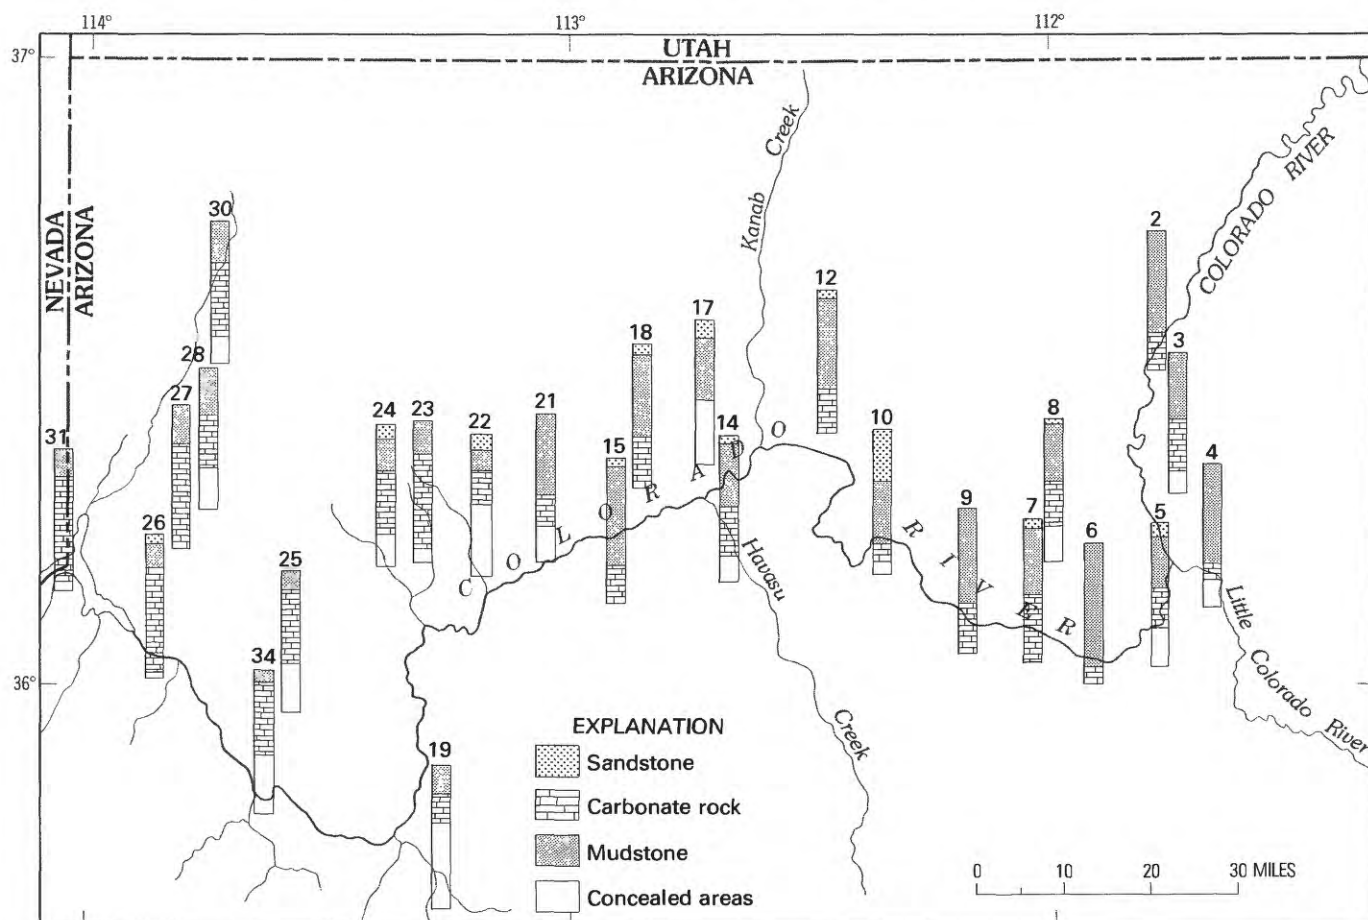 114° 113° 112°
37° UTAH
ARIZONA
NEVADA
ARIZONA
Kanab Creek
COLORADO RIVER
30
2
12
17
18
3
28
27
24 23 22 21
15
14
10
8
4
31
26
25
9
7
6
5
COLORADO RIVER
Havasu Creek
Little Colorado River
36°
34
19
EXPLANATION
Sandstone
Carbonate rock
Mudstone
Concealed areas
0 10 20 30 MILES